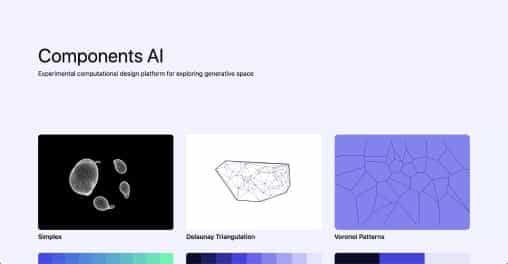 Components AI
Experimental computational design platform for exploring generative space
Simplex
Delaunay Triangulation
Voronoi Patterns